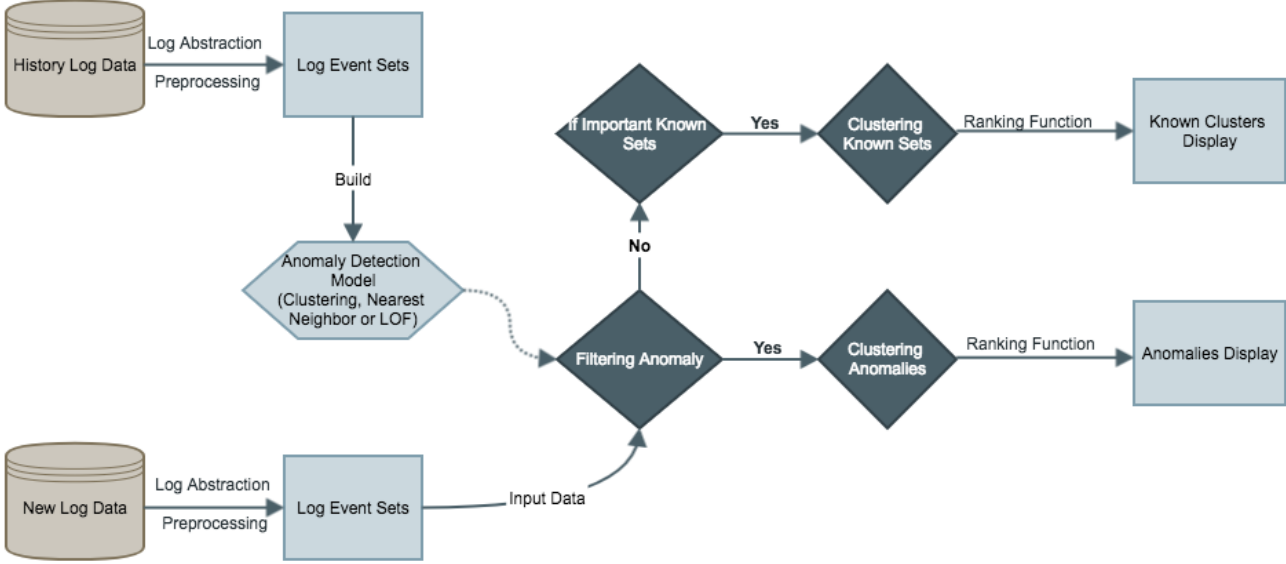 History Log Data
Log Abstraction
Preprocessing
Log Event Sets
Build
Anomaly Detection
Model
(Clustering, Nearest
Neighbor or LOF)
If Important Known
Sets
Yes
Clustering
Known Sets
Ranking Function
Known Clusters
Display
No
Filtering Anomaly
Yes
Clustering
Anomalies
Ranking Function
Anomalies Display
New Log Data
Log Abstraction
Preprocessing
Log Event Sets
Input Data